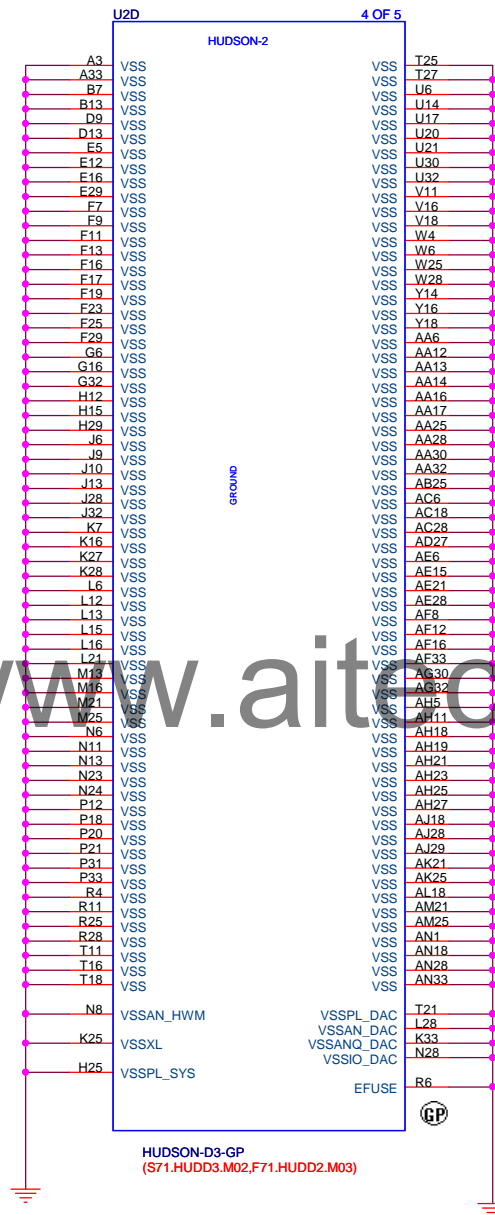 U2D 4 OF 5
HUDSON-2
A3 VSS VSS T25
A33 VSS VSS T27
B7 VSS VSS U6
B13 VSS VSS U14
D9 VSS VSS U17
D13 VSS VSS U20
E5 VSS VSS U21
E12 VSS VSS U30
E16 VSS VSS U32
E29 VSS VSS V11
F7 VSS VSS V16
F9 VSS VSS V18
F11 VSS VSS W4
F13 VSS VSS W6
F16 VSS VSS W25
F17 VSS VSS W28
F19 VSS VSS Y14
F23 VSS VSS Y16
F25 VSS VSS Y18
F29 VSS VSS AA6
G6 VSS VSS AA12
G16 VSS VSS AA13
G32 VSS VSS AA14
H12 VSS VSS AA16
H15 VSS VSS AA17
H29 VSS VSS AA25
J6 VSS VSS AA28
J9 VSS VSS AA30
J10 VSS VSS AA32
J13 VSS VSS AB25
J28 VSS VSS AC6
J32 VSS VSS AC18
K7 VSS VSS AC28
K16 VSS VSS AD27
K27 VSS VSS AE6
K28 VSS VSS AE15
L6 VSS VSS AE21
L12 VSS VSS AE28
L13 VSS VSS AF8
L15 VSS VSS AF12
L16 VSS VSS AF16
L21 VSS VSS AF33
M13 VSS VSS AG30
M16 VSS VSS AG32
M21 VSS VSS AH5
M25 VSS VSS AH11
N6 VSS VSS AH18
N11 VSS VSS AH19
N13 VSS VSS AH21
N23 VSS VSS AH23
N24 VSS VSS AH25
P12 VSS VSS AH27
P18 VSS VSS AJ18
P20 VSS VSS AJ28
P21 VSS VSS AJ29
P31 VSS VSS AK21
P33 VSS VSS AK25
R4 VSS VSS AL18
R11 VSS VSS AM21
R25 VSS VSS AM25
R28 VSS VSS AN1
T11 VSS VSS AN18
T16 VSS VSS AN28
T18 VSS VSS AN33
GROUND
www.aitec
N8 VSSAN_HWM VSSPL_DAC T21
VSSAN_DAC L28
K25 VSSXL VSSANQ_DAC K33
VSSIO_DAC N28
H25 VSSPL_SYS
EFUSE R6
GP
HUDSON-D3-GP
(S71.HUDD3.M02,F71.HUDD2.M03)